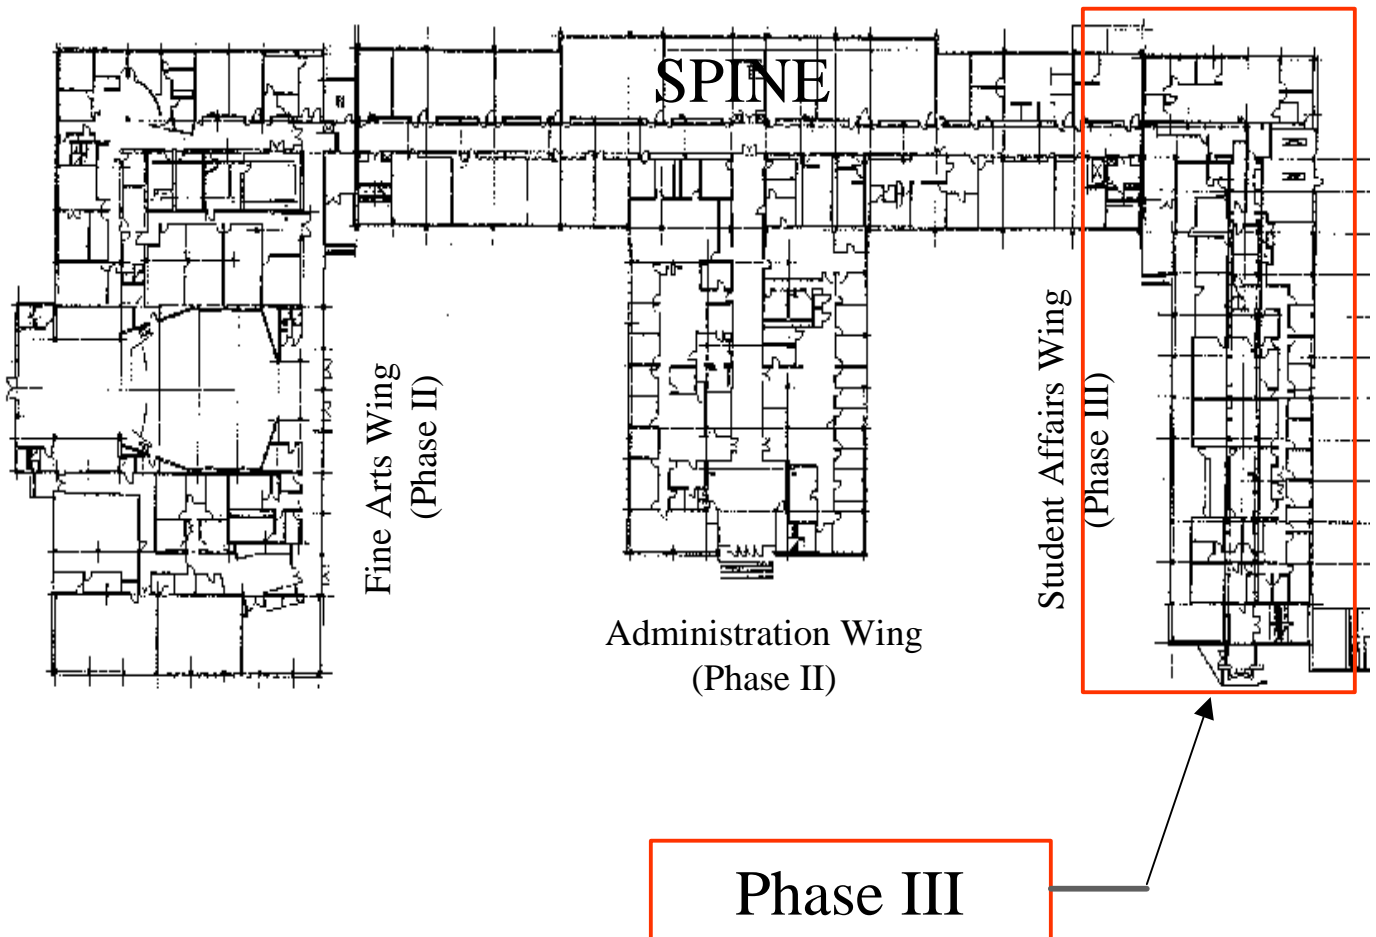 SPINE
Fine Arts Wing
(Phase II)
Administration Wing
(Phase II)
Student Affairs Wing
(Phase III)
Phase III